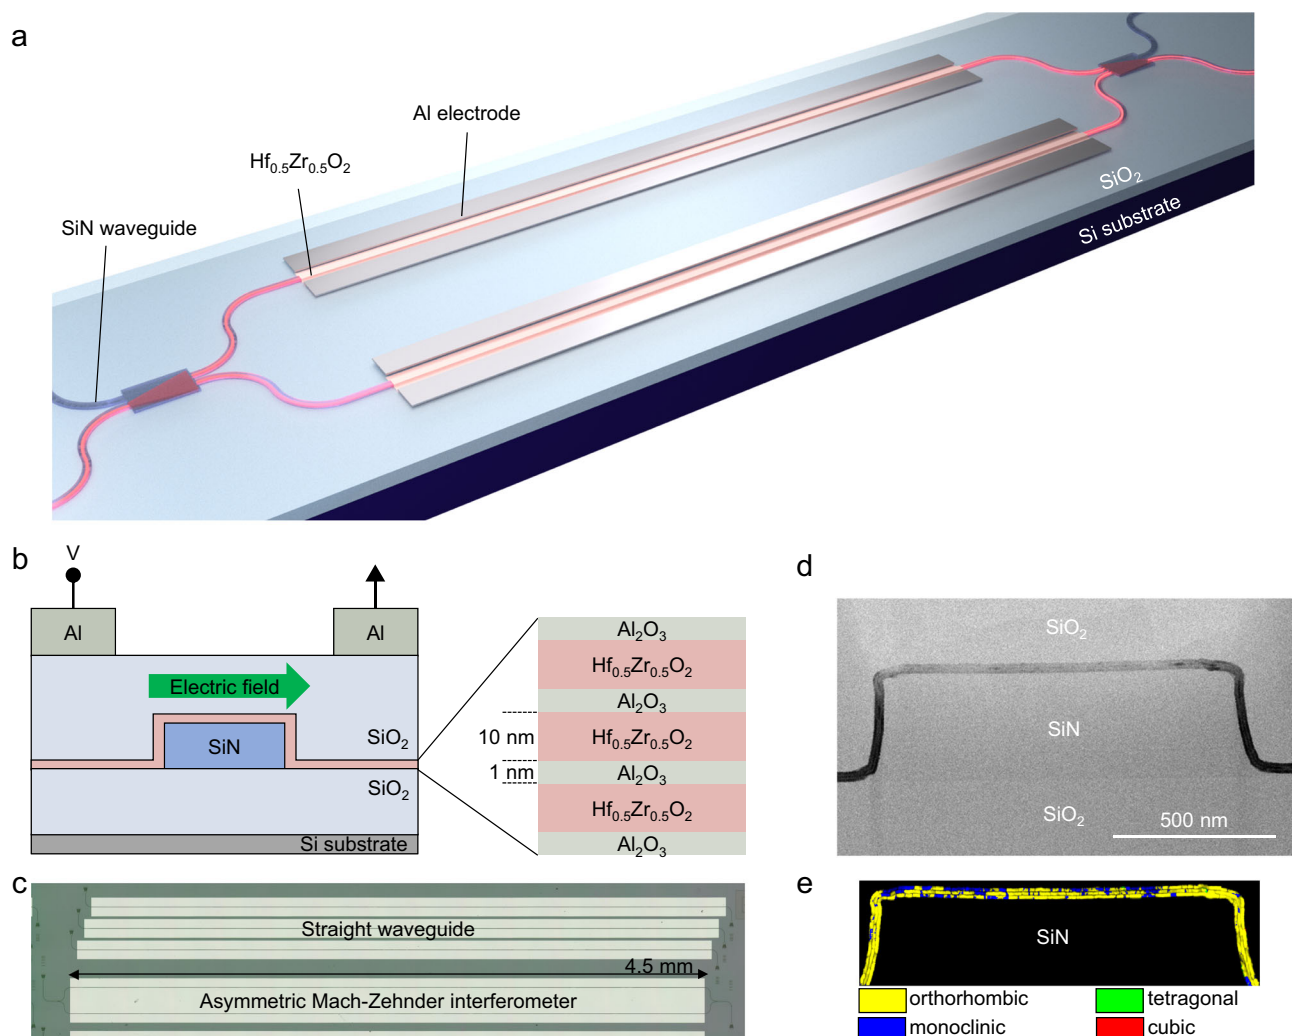 a
Al electrode
Hf0.5Zr0.5O2
SiN waveguide
SiO2
Si substrate
b
V
Al
Al
Electric field
SiN
SiO2
SiO2
Si substrate
Al2O3
Hf0.5Zr0.5O2
Al2O3
10 nm
Hf0.5Zr0.5O2
1 nm
Al2O3
Hf0.5Zr0.5O2
Al2O3
c
Straight waveguide
4.5 mm
Asymmetric Mach-Zehnder interferometer
d
SiO2
SiN
SiO2
500 nm
e
SiN
orthorhombic
tetragonal
monoclinic
cubic